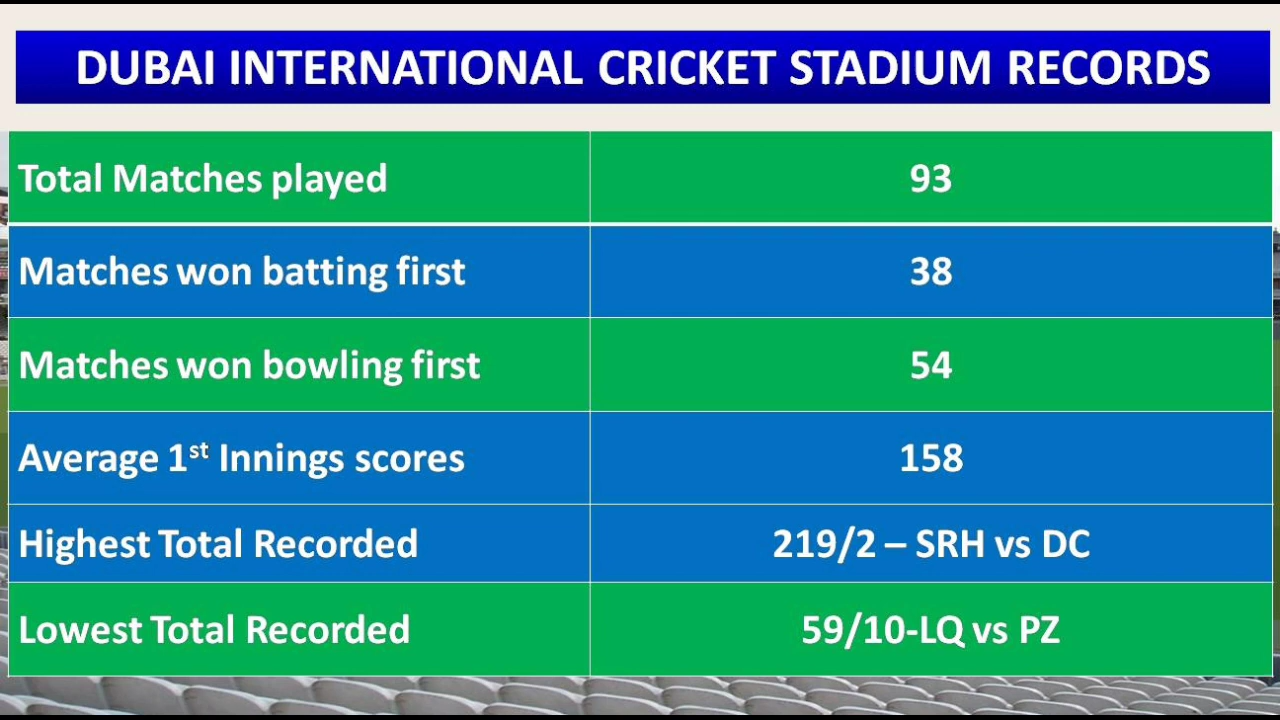 DUBAI INTERNATIONAL CRICKET STADIUM RECORDS
Total Matches played 93
Matches won batting first 38
Matches won bowling first 54
Average 1st Innings scores 158
Highest Total Recorded 219/2 – SRH vs DC
Lowest Total Recorded 59/10-LQ vs PZ